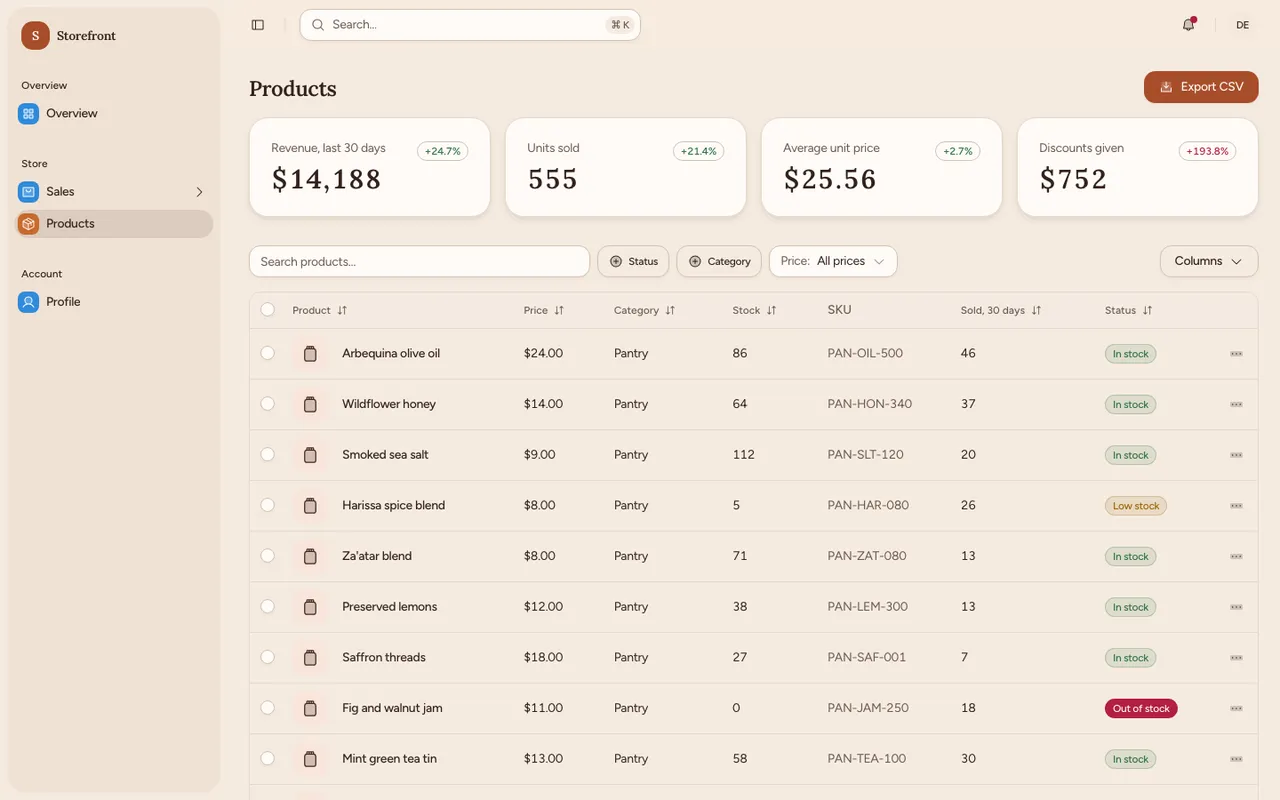 S Storefront
Search...
⌘ K
DE
Overview
Overview
Store
Sales
Products
Account
Profile
Products
Export CSV
Revenue, last 30 days
+24.7%
$14,188
Units sold
+21.4%
555
Average unit price
+2.7%
$25.56
Discounts given
+193.8%
$752
Search products...
Status
Category
Price: All prices
Columns
Product Price Category Stock SKU Sold, 30 days Status
Arbequina olive oil $24.00 Pantry 86 PAN-OIL-500 46 In stock
Wildflower honey $14.00 Pantry 64 PAN-HON-340 37 In stock
Smoked sea salt $9.00 Pantry 112 PAN-SLT-120 20 In stock
Harissa spice blend $8.00 Pantry 5 PAN-HAR-080 26 Low stock
Za'atar blend $8.00 Pantry 71 PAN-ZAT-080 13 In stock
Preserved lemons $12.00 Pantry 38 PAN-LEM-300 13 In stock
Saffron threads $18.00 Pantry 27 PAN-SAF-001 7 In stock
Fig and walnut jam $11.00 Pantry 0 PAN-JAM-250 18 Out of stock
Mint green tea tin $13.00 Pantry 58 PAN-TEA-100 30 In stock